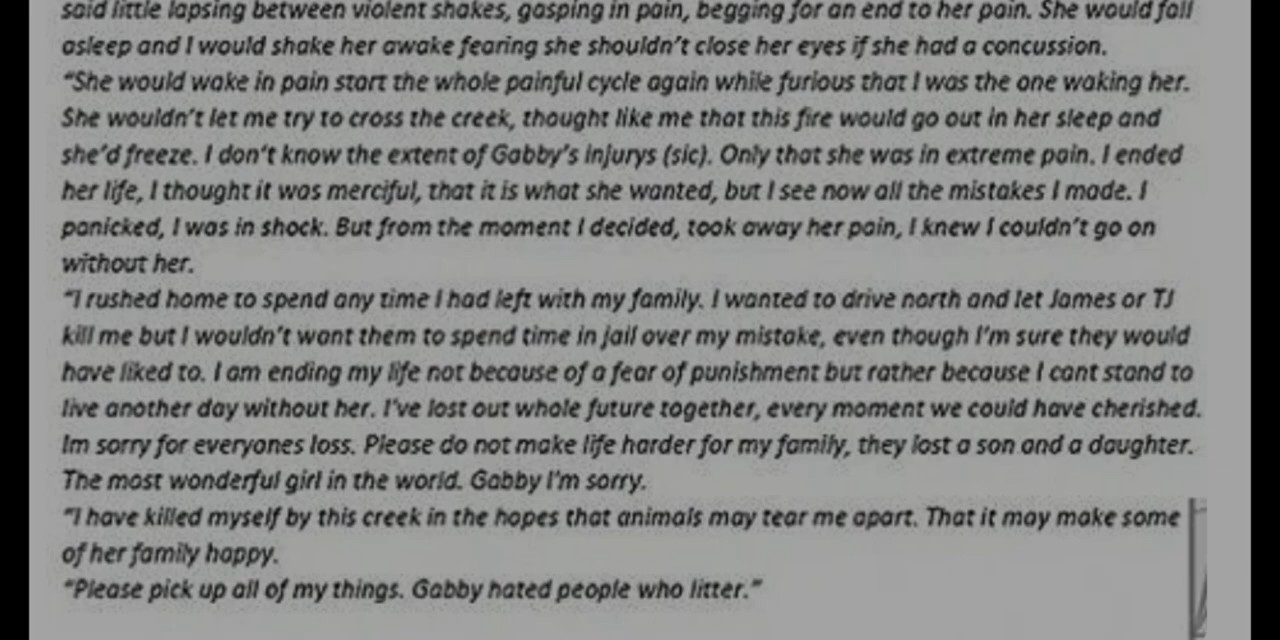 said little lapsing between violent shakes, gasping in pain, begging for an end to her pain. She would fall
asleep and I would shake her awake fearing she shouldn't close her eyes if she had a concussion.
“She would wake in pain start the whole painful cycle again while furious that I was the one waking her.
She wouldn't let me try to cross the creek, thought like me that this fire would go out in her sleep and
she'd freeze. I don't know the extent of Gabby's injurys (sic). Only that she was in extreme pain. I ended
her life, I thought it was merciful, that it is what she wanted, but I see now all the mistakes I made. I
panicked, I was in shock. But from the moment I decided, took away her pain, I knew I couldn't go on
without her.
“I rushed home to spend any time I had left with my family. I wanted to drive north and let James or TJ
kill me but I wouldn't want them to spend time in jail over my mistake, even though I'm sure they would
have liked to. I am ending my life not because of a fear of punishment but rather because I cant stand to
live another day without her. I've lost out whole future together, every moment we could have cherished.
Im sorry for everyones loss. Please do not make life harder for my family, they lost a son and a daughter.
The most wonderful girl in the world. Gabby I'm sorry.
“I have killed myself by this creek in the hopes that animals may tear me apart. That it may make some
of her family happy.
“Please pick up all of my things. Gabby hated people who litter.”